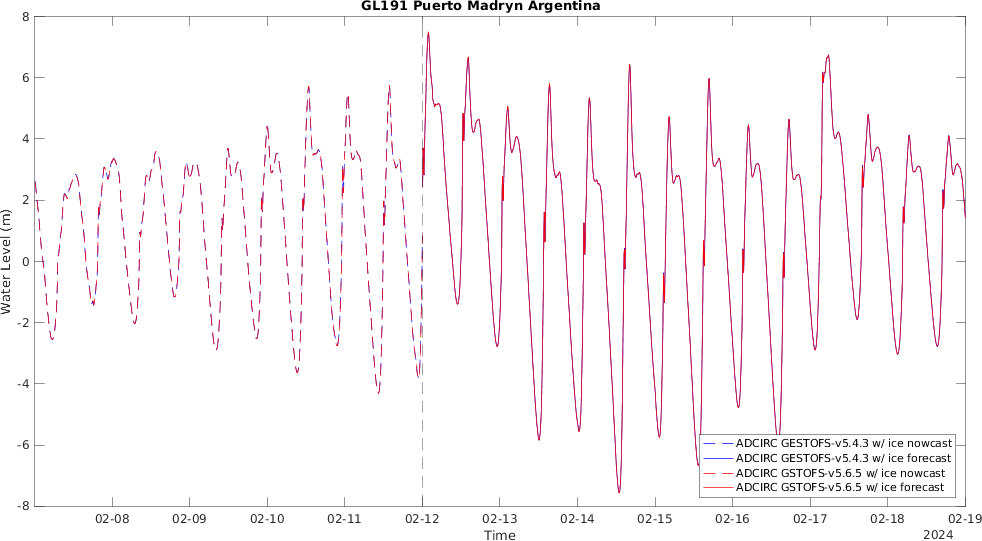 GL191 Puerto Madryn Argentina
8
6
4
2
0
-2
-4
-6
-8
Water Level (m)
ADCIRC GESTOFS-v5.4.3 w/ ice nowcast
ADCIRC GESTOFS-v5.4.3 w/ ice forecast
ADCIRC GSTOFS-v5.6.5 w/ ice nowcast
ADCIRC GSTOFS-v5.6.5 w/ ice forecast
02-08 02-09 02-10 02-11 02-12 02-13 02-14 02-15 02-16 02-17 02-18 02-19
Time
2024